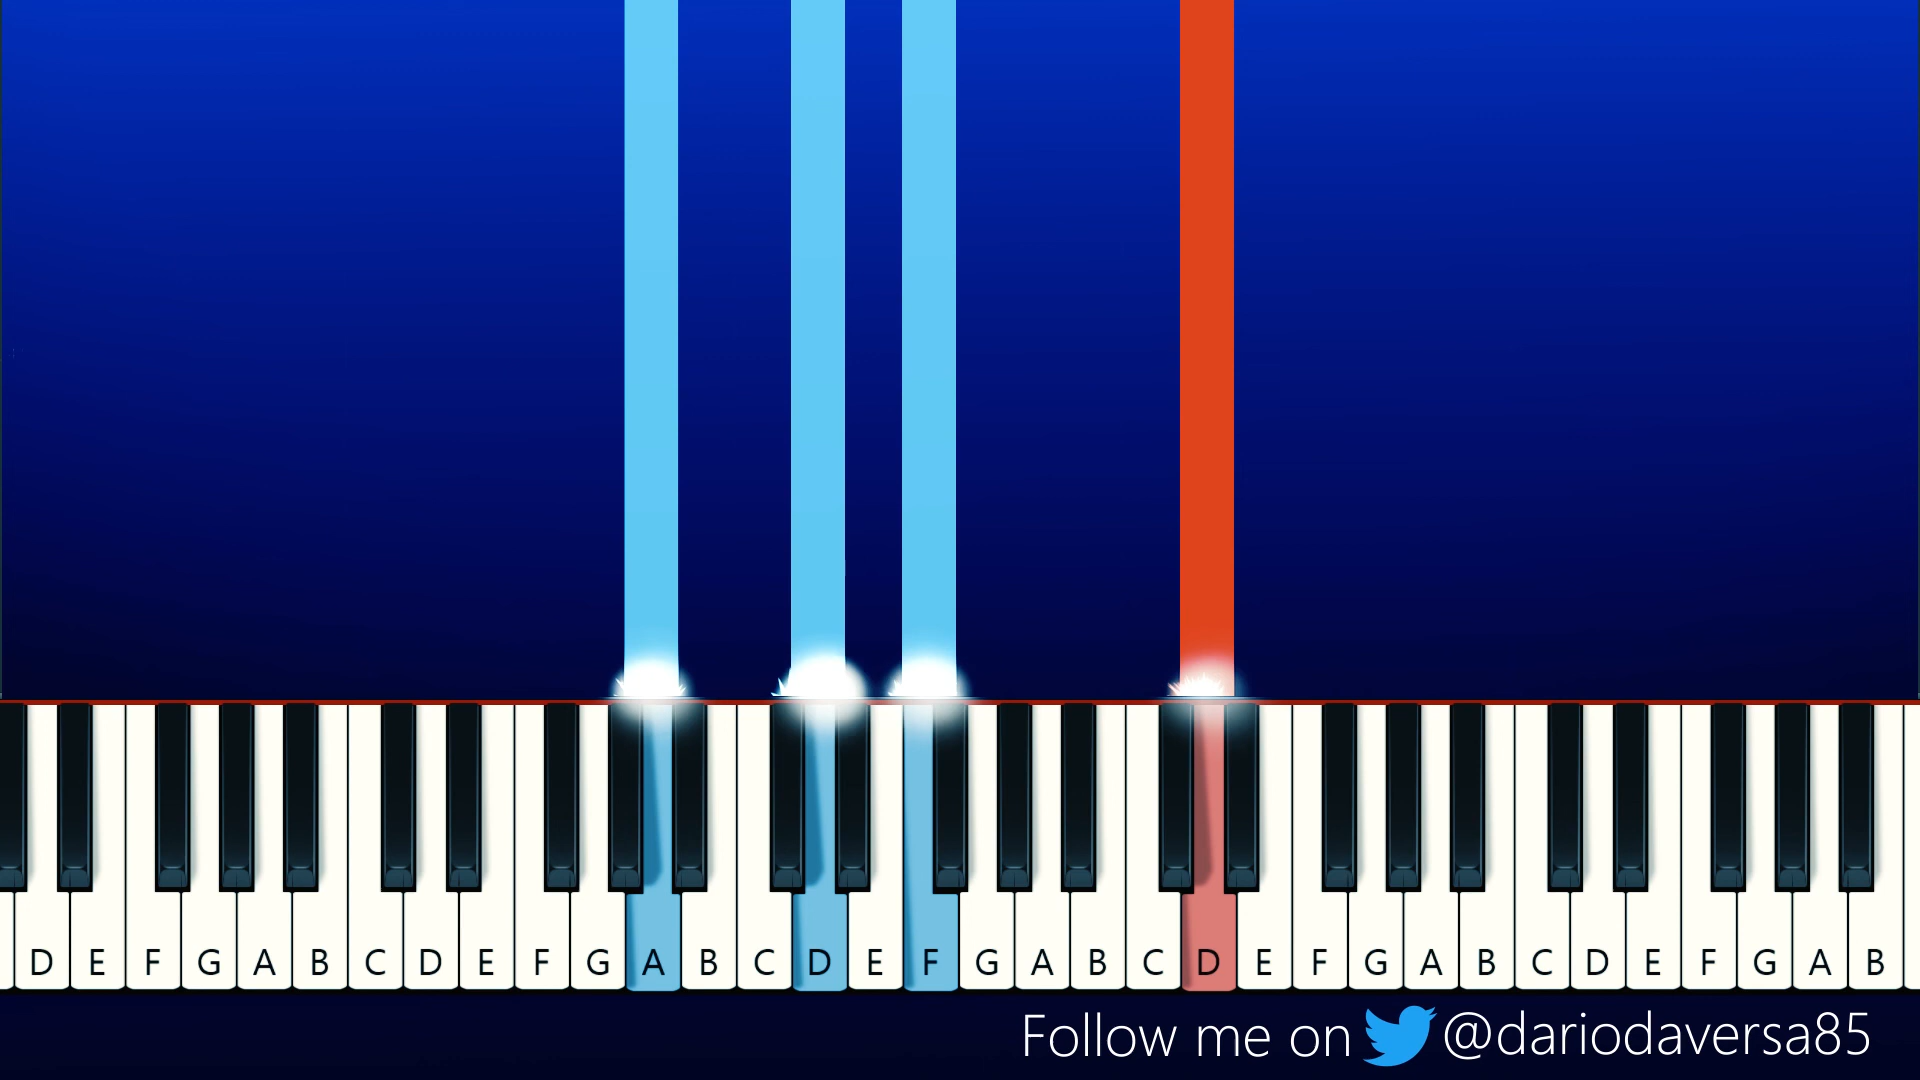 D E F G A B C D E F G A B C D E F G A B C D E F G A B C D E F G A B
Follow me on @dariodaversa85